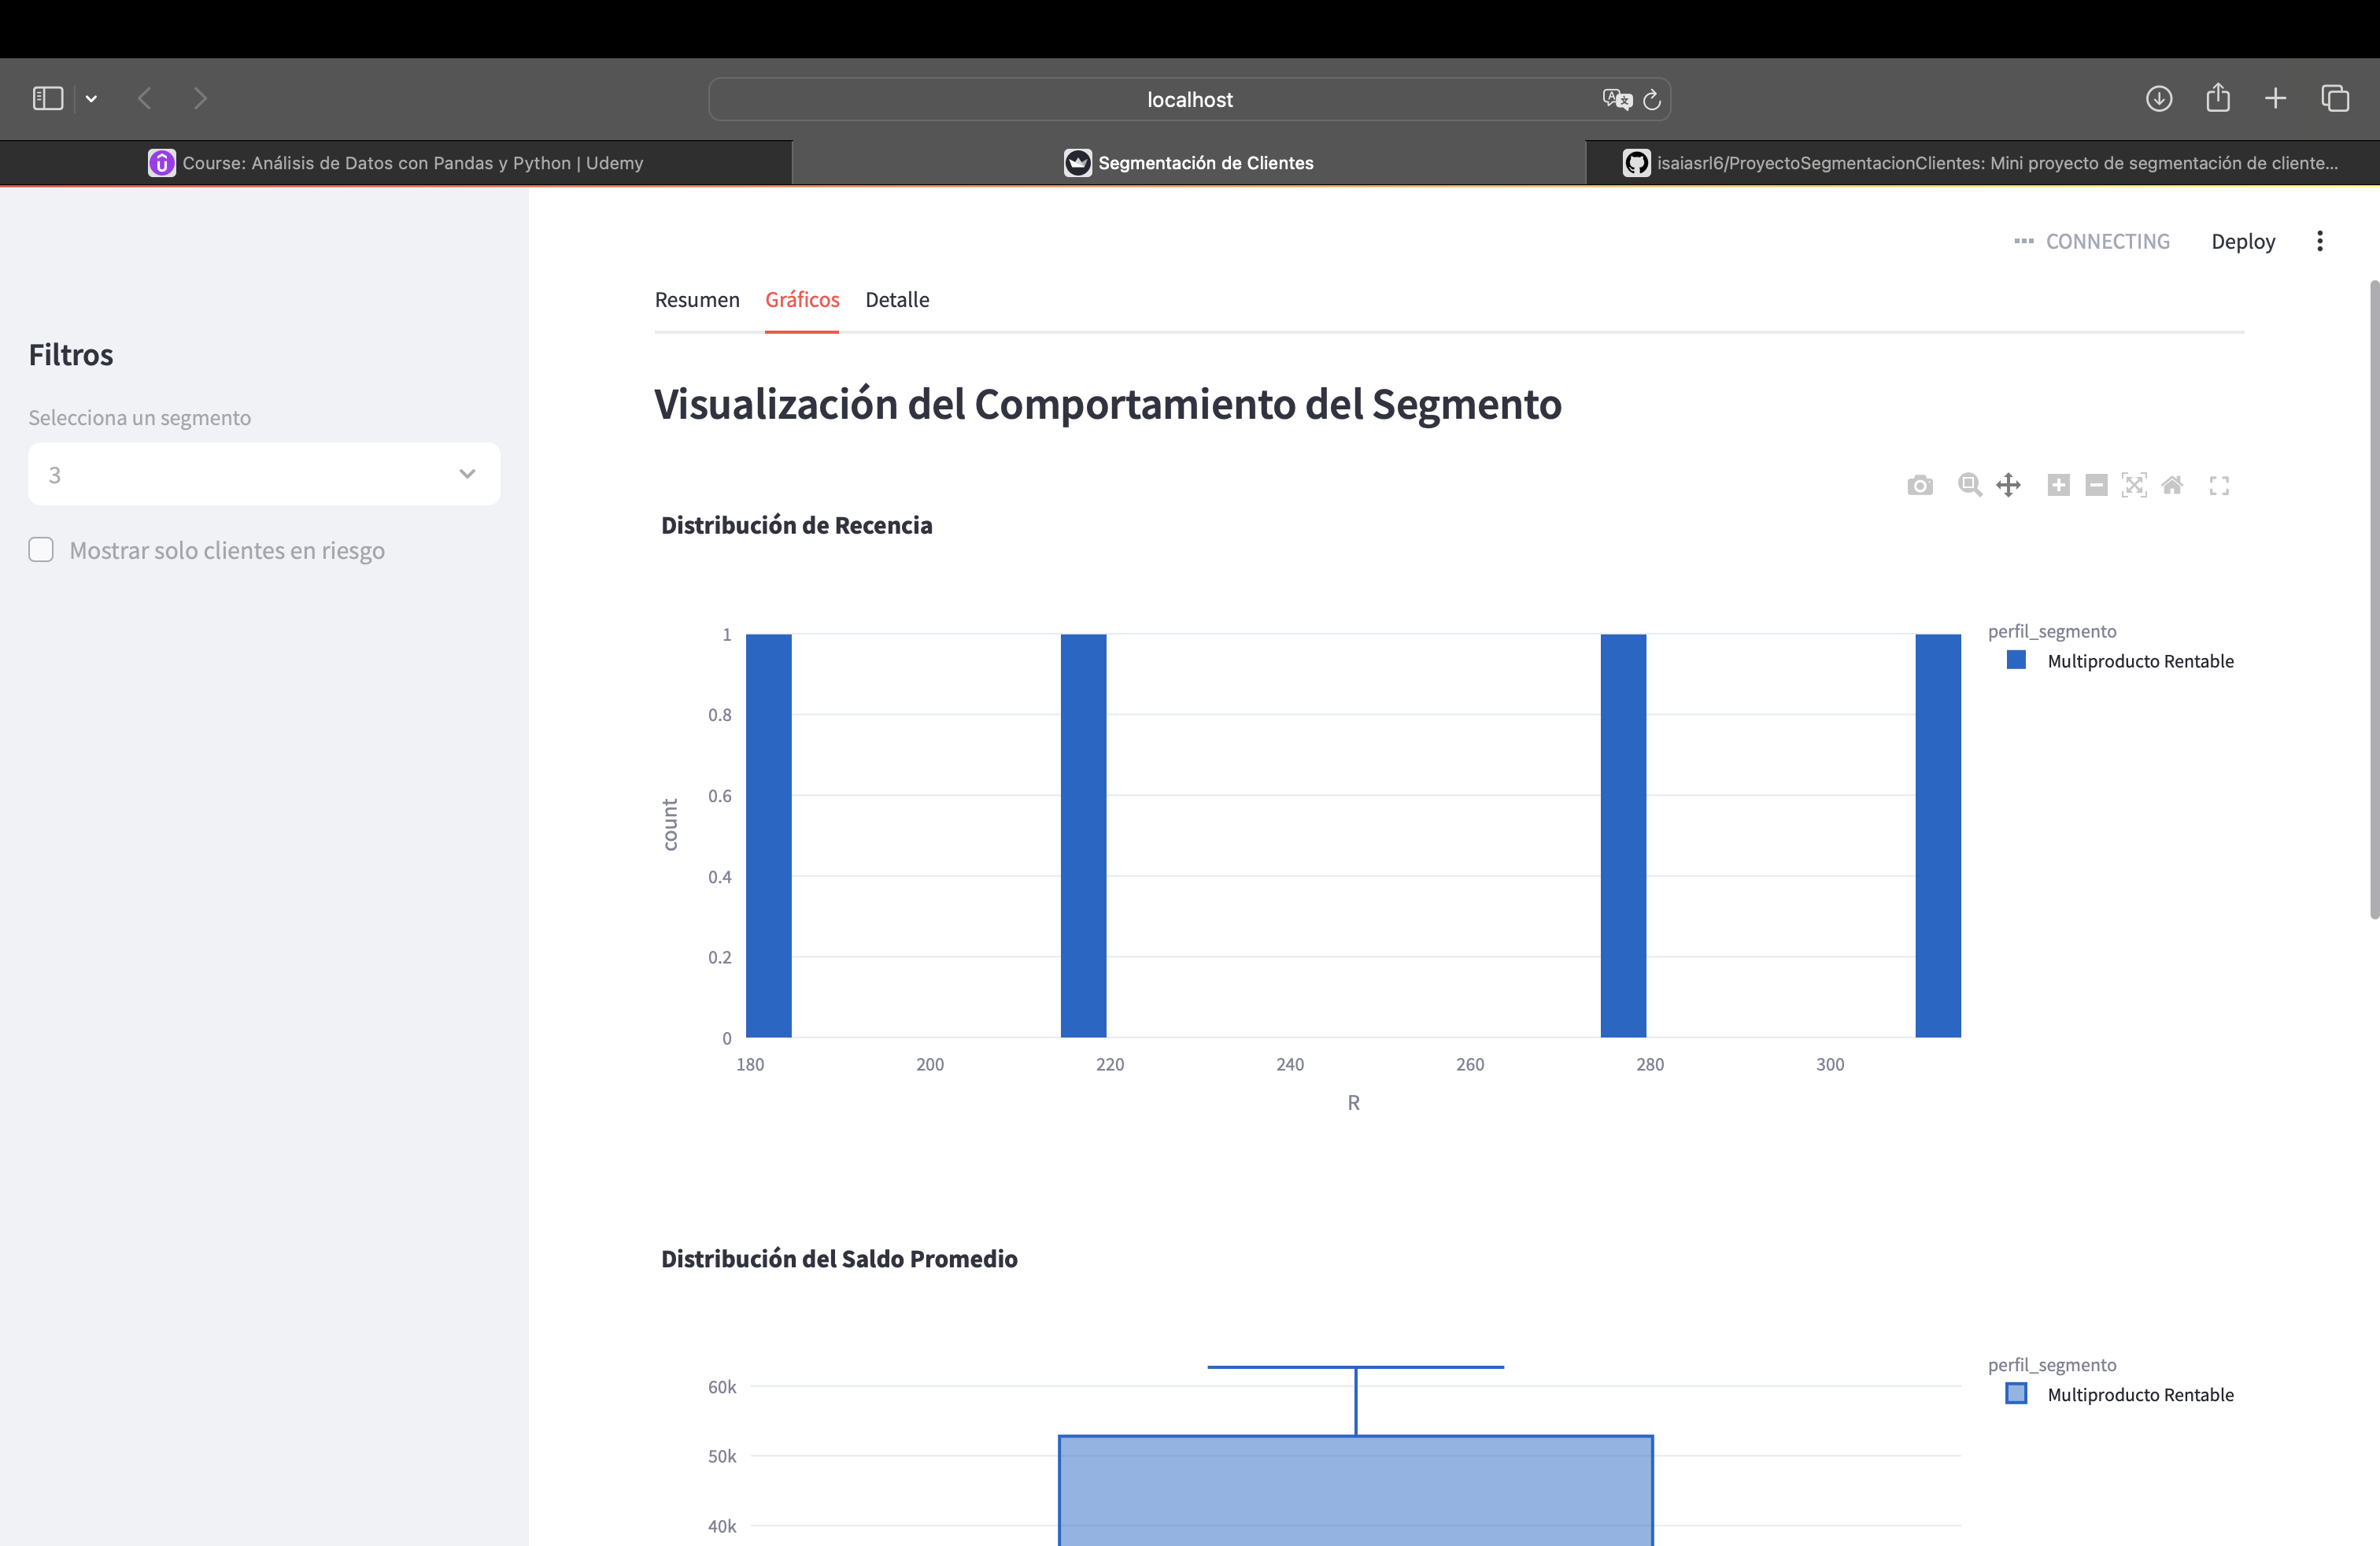 localhost
Course: Análisis de Datos con Pandas y Python | Udemy
Segmentación de Clientes
isaiasrl6/ProyectoSegmentacionClientes: Mini proyecto de segmentación de cliente...
CONNECTING
Deploy
Resumen
Gráficos
Detalle
Filtros
Selecciona un segmento
3
Mostrar solo clientes en riesgo
Visualización del Comportamiento del Segmento
Distribución de Recencia
1
0.8
0.6
0.4
0.2
0
count
180
200
220
240
260
280
300
R
perfil_segmento
Multiproducto Rentable
Distribución del Saldo Promedio
60k
50k
40k
perfil_segmento
Multiproducto Rentable